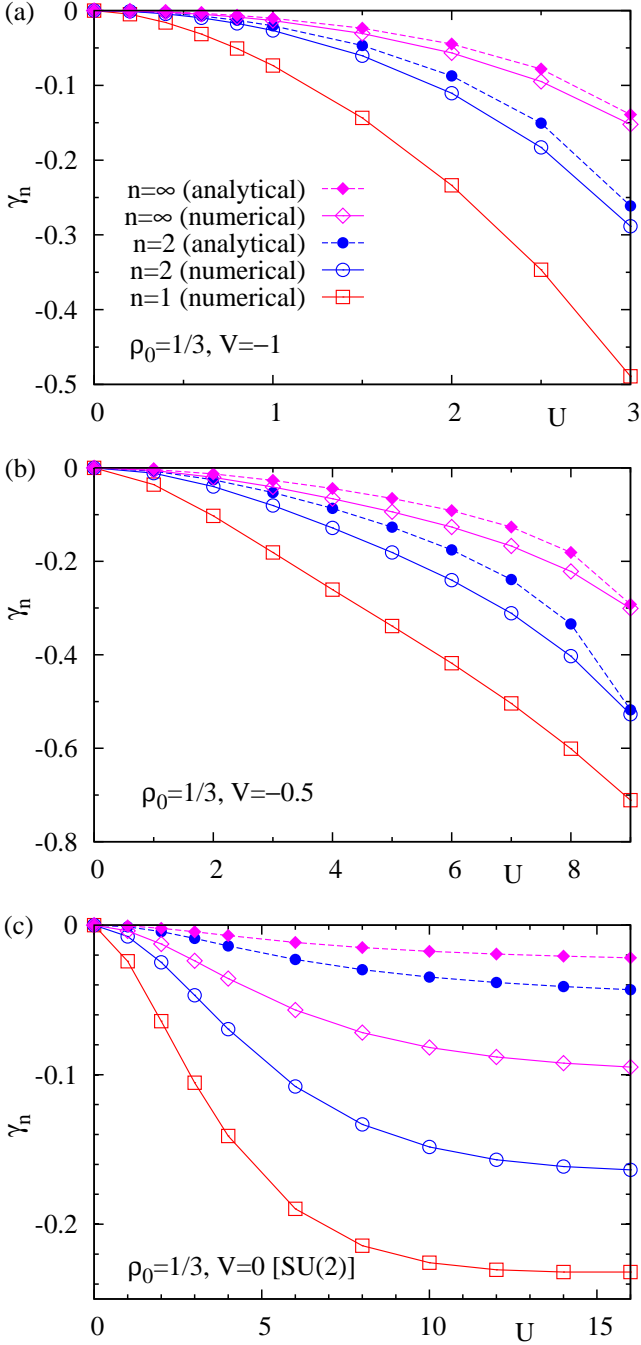 (a)
0
-0.1
-0.2
-0.3
-0.4
-0.5
γn
n=∞ (analytical)
n=∞ (numerical)
n=2 (analytical)
n=2 (numerical)
n=1 (numerical)
ρ0=1/3, V=−1
0 1 2 U 3
(b)
0
-0.2
-0.4
-0.6
-0.8
γn
ρ0=1/3, V=−0.5
0 2 4 6 U 8
(c)
0
-0.1
-0.2
γn
ρ0=1/3, V=0 [SU(2)]
0 5 10 U 15